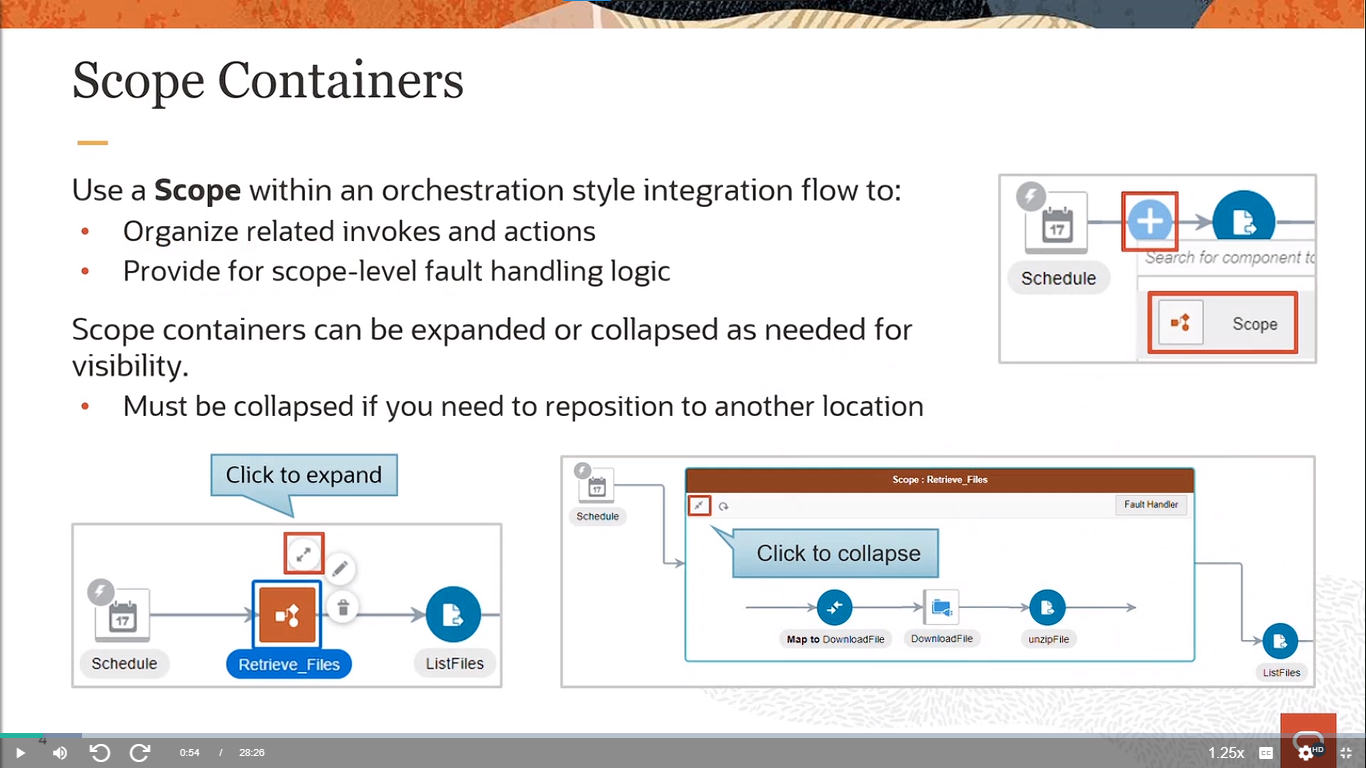 Scope Containers
Use a Scope within an orchestration style integration flow to:
• Organize related invokes and actions
• Provide for scope-level fault handling logic
Scope containers can be expanded or collapsed as needed for
visibility.
• Must be collapsed if you need to reposition to another location
17
Schedule
Search for component to
Scope
Click to expand
17
Schedule
Retrieve_Files
ListFiles
17
Schedule
Scope : Retrieve_Files
Fault Handler
Click to collapse
Map to DownloadFile
DownloadFile
unzipFile
ListFiles
4
0:54 / 28:26
1.25x
CC
HD